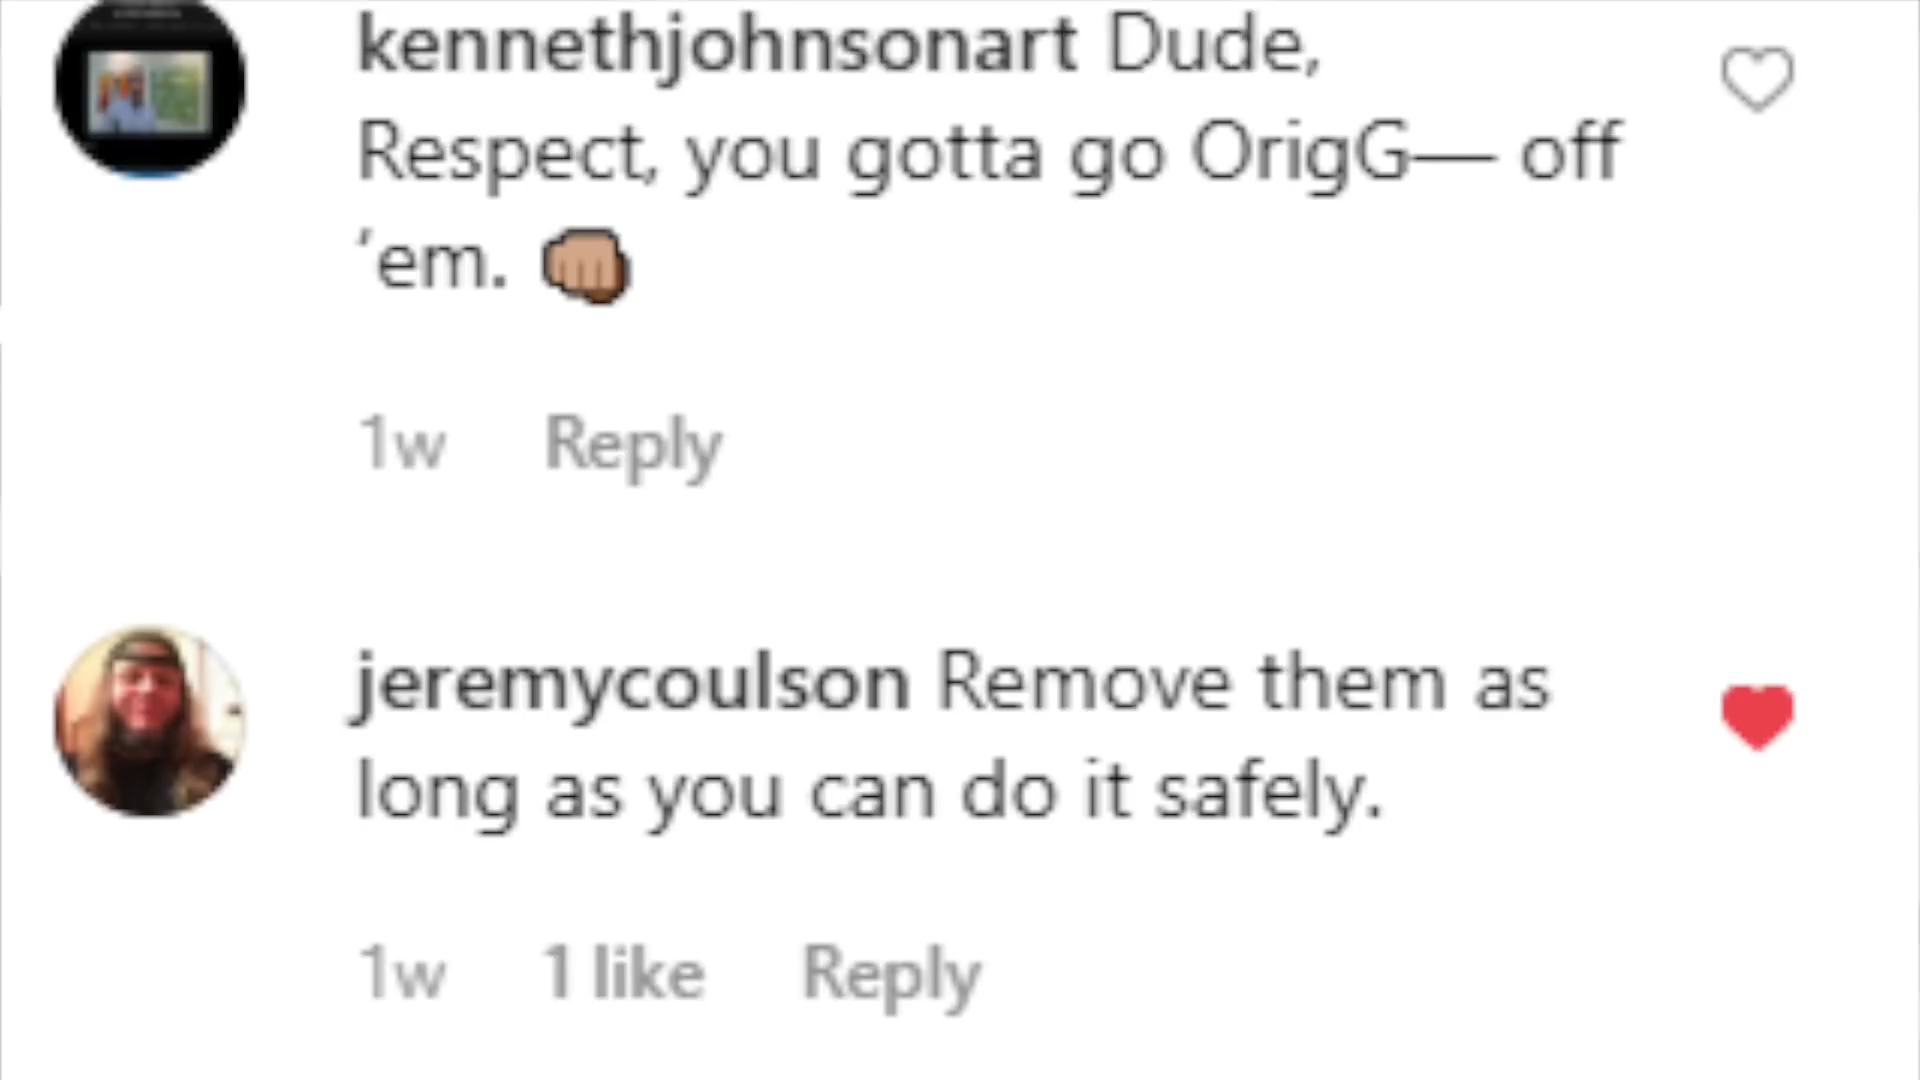 kennethjohnsonart Dude,
Respect, you gotta go OrigG— off
’em. 👊🏽
1w Reply
jeremycoulson Remove them as
long as you can do it safely.
1w 1 like Reply